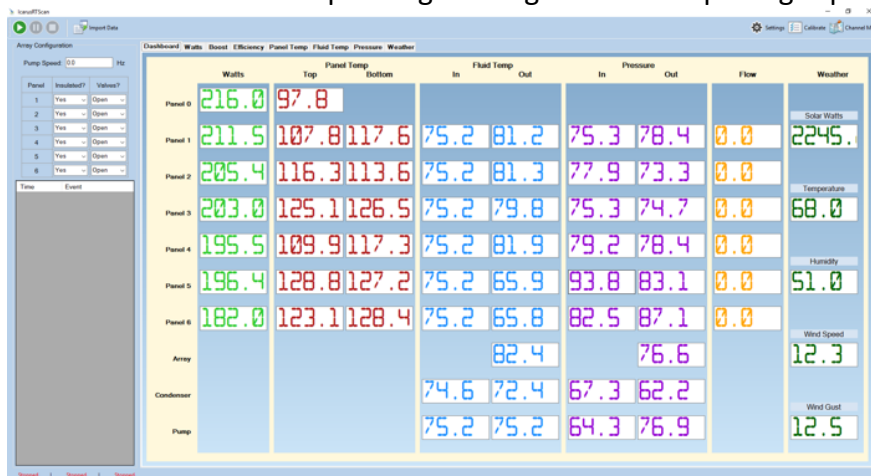 IcarusRTScan
Import Data
Settings Calibrate Channel
Array Configuration
Pump Speed 0.0 Hz
Panel Insulated? Valves?
1 Yes Open
2 Yes Open
3 Yes Open
4 Yes Open
5 Yes Open
6 Yes Open
Time Event
Dashboard Watts Boost Efficiency Panel Temp Fluid Temp Pressure Weather
Panel Temp Fluid Temp Pressure
Watts Top Bottom In Out In Out Flow Weather
Panel 0 216.0 97.8
Solar Watts
Panel 1 211.5 107.8 117.6 75.2 81.2 75.3 78.4 0.0 2245.
Panel 2 205.4 116.3 113.6 75.2 81.3 77.9 73.3 0.0
Temperature
Panel 3 203.0 125.1 126.5 75.2 79.8 75.3 74.7 0.0 68.0
Panel 4 195.5 109.9 117.3 75.2 81.9 79.2 78.4 0.0
Humidity
Panel 5 196.4 128.8 127.2 75.2 65.9 93.8 83.1 0.0 51.0
Panel 6 182.0 123.1 128.4 75.2 65.8 82.5 87.1 0.0
Wind Speed
Array 82.4 76.6 12.3
Condenser 74.6 72.4 67.3 62.2
Wind Gust
Pump 75.2 75.2 64.3 76.9 12.5
Stopped | Stopped | Stopped